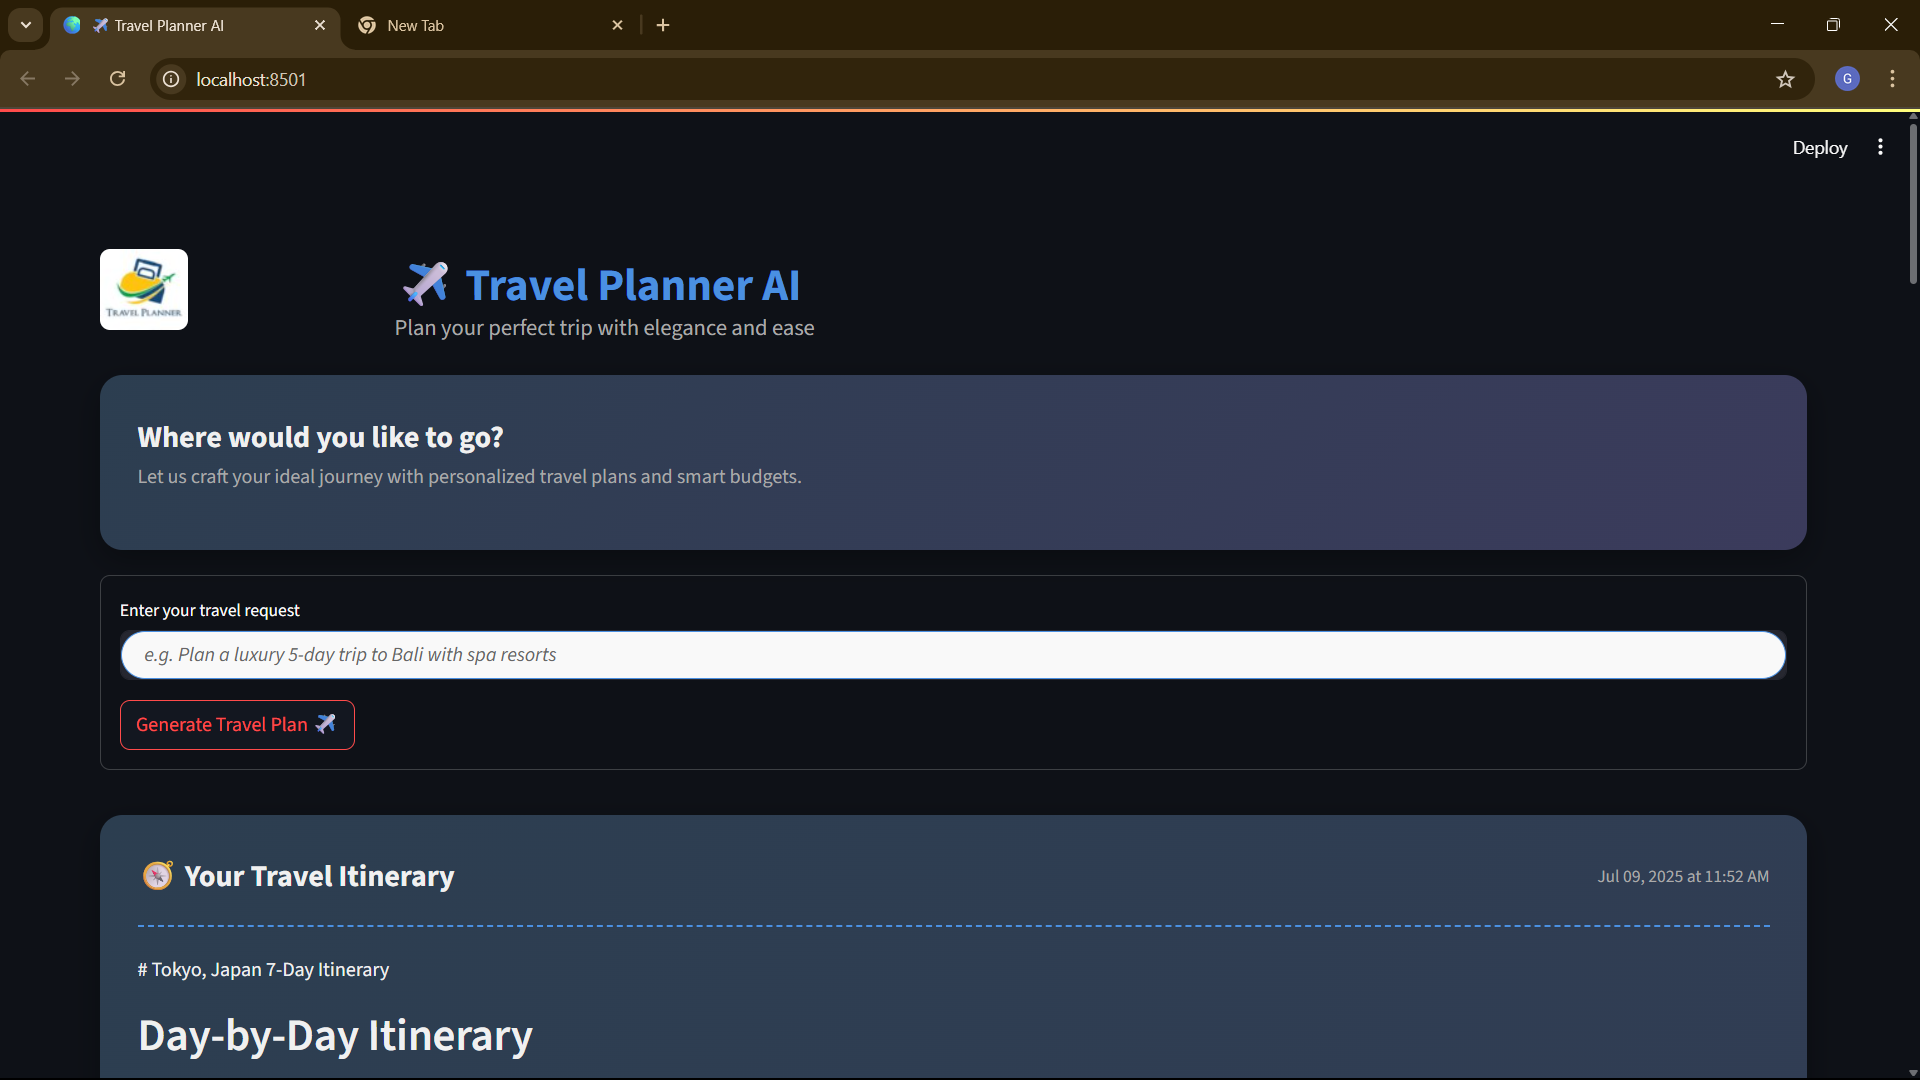 ✈️ Travel Planner AI
New Tab
localhost:8501
G
Deploy
TRAVEL PLANNER
✈️ Travel Planner AI
Plan your perfect trip with elegance and ease
Where would you like to go?
Let us craft your ideal journey with personalized travel plans and smart budgets.
Enter your travel request
e.g. Plan a luxury 5-day trip to Bali with spa resorts
Generate Travel Plan ✈️
🧭 Your Travel Itinerary
Jul 09, 2025 at 11:52 AM
# Tokyo, Japan 7-Day Itinerary
Day-by-Day Itinerary